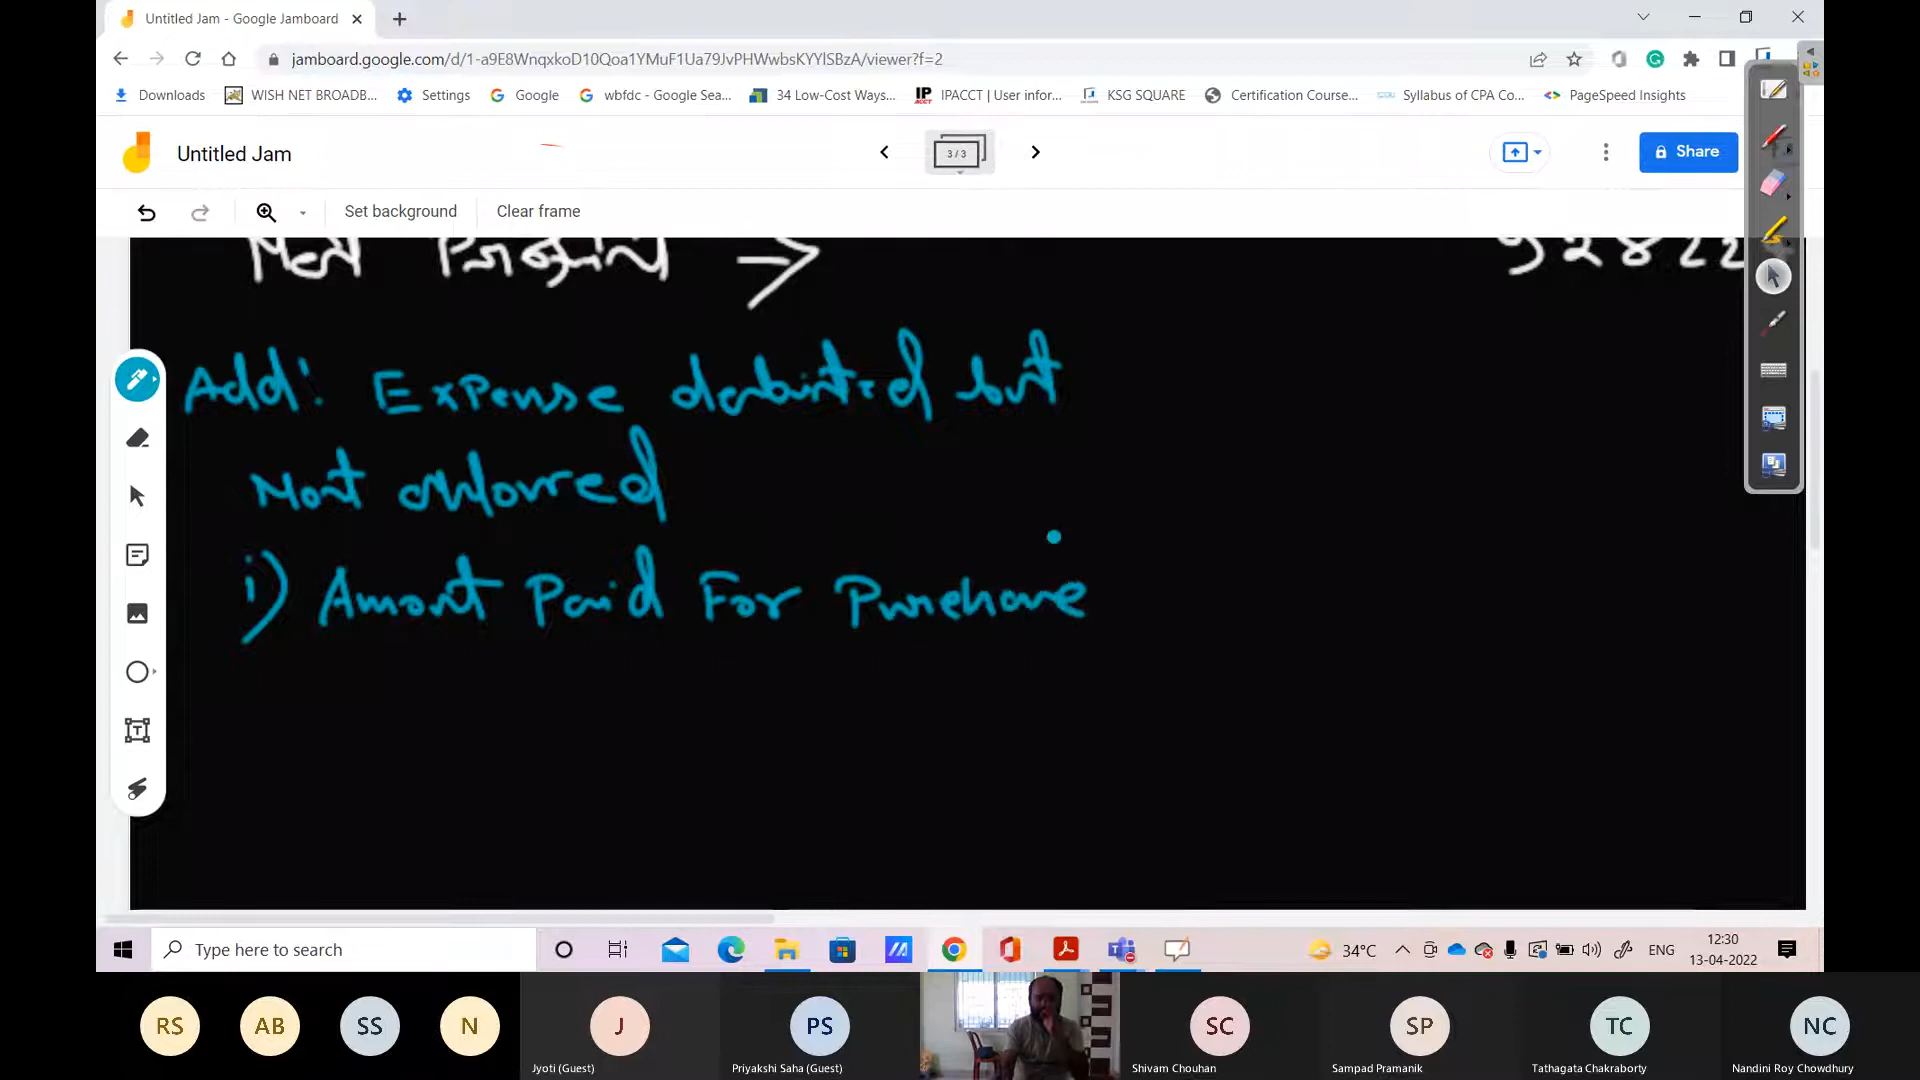 Untitled Jam - Google Jamboard
jamboard.google.com/d/1-a9E8WnqxkoD10Qoa1YMuF1Ua79JvPHWwbsKYYlSBzA/viewer?f=2
Downloads WISH NET BROADB... Settings Google wbfdc - Google Sea... 34 Low-Cost Ways... IPACCT | User infor... KSG SQUARE Certification Course... Syllabus of CPA Co... PageSpeed Insights
Untitled Jam 3 / 3 Share
Set background Clear frame
Net Profit → 92822
Add: Expense debited but
Not allowed
i) Amont Paid For Purchase
Type here to search 34°C ENG 12:30
13-04-2022
RS AB SS N J PS SC SP TC NC
Jyoti (Guest) Priyakshi Saha (Guest) Shivam Chouhan Sampad Pramanik Tathagata Chakraborty Nandini Roy Chowdhury